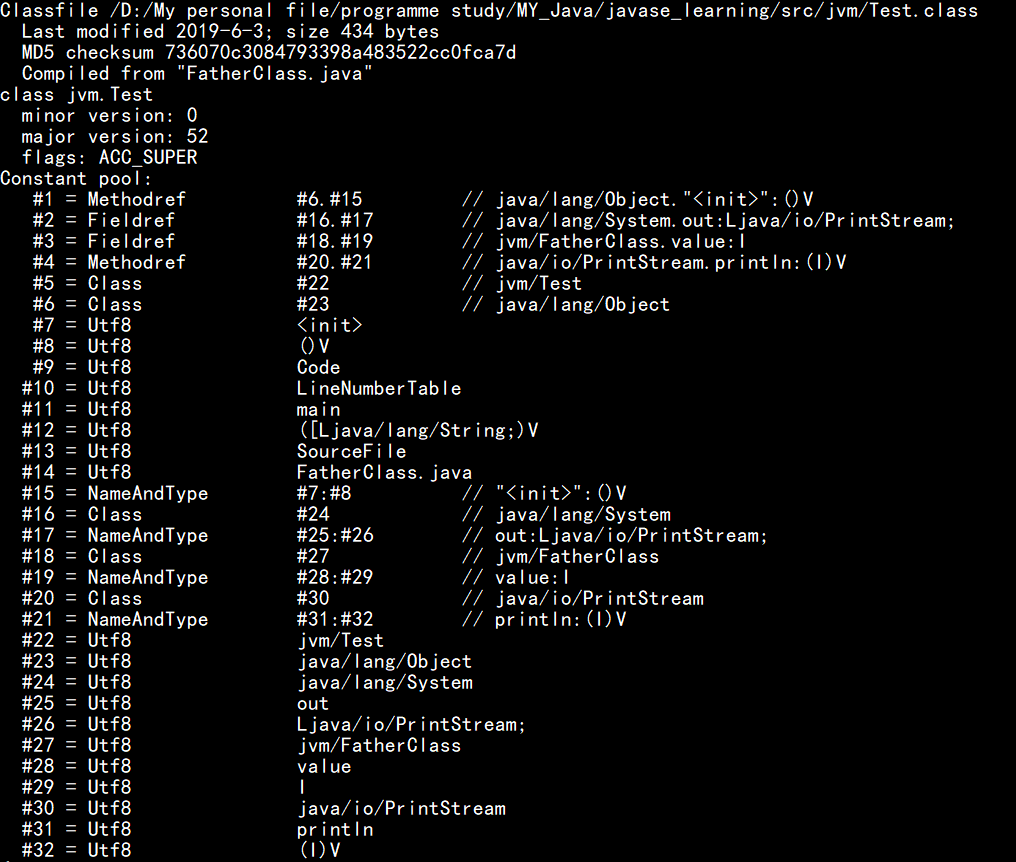 Classfile /D:/My personal file/programme study/MY_Java/javase_learning/src/jvm/Test.class
  Last modified 2019-6-3; size 434 bytes
  MD5 checksum 736070c3084793398a483522cc0fca7d
  Compiled from "FatherClass.java"
class jvm.Test
  minor version: 0
  major version: 52
  flags: ACC_SUPER
Constant pool:
   #1 = Methodref          #6.#15         // java/lang/Object."<init>":()V
   #2 = Fieldref           #16.#17        // java/lang/System.out:Ljava/io/PrintStream;
   #3 = Fieldref           #18.#19        // jvm/FatherClass.value:I
   #4 = Methodref          #20.#21        // java/io/PrintStream.println:(I)V
   #5 = Class              #22            // jvm/Test
   #6 = Class              #23            // java/lang/Object
   #7 = Utf8               <init>
   #8 = Utf8               ()V
   #9 = Utf8               Code
  #10 = Utf8               LineNumberTable
  #11 = Utf8               main
  #12 = Utf8               ([Ljava/lang/String;)V
  #13 = Utf8               SourceFile
  #14 = Utf8               FatherClass.java
  #15 = NameAndType        #7:#8          // "<init>":()V
  #16 = Class              #24            // java/lang/System
  #17 = NameAndType        #25:#26        // out:Ljava/io/PrintStream;
  #18 = Class              #27            // jvm/FatherClass
  #19 = NameAndType        #28:#29        // value:I
  #20 = Class              #30            // java/io/PrintStream
  #21 = NameAndType        #31:#32        // println:(I)V
  #22 = Utf8               jvm/Test
  #23 = Utf8               java/lang/Object
  #24 = Utf8               java/lang/System
  #25 = Utf8               out
  #26 = Utf8               Ljava/io/PrintStream;
  #27 = Utf8               jvm/FatherClass
  #28 = Utf8               value
  #29 = Utf8               I
  #30 = Utf8               java/io/PrintStream
  #31 = Utf8               println
  #32 = Utf8               (I)V